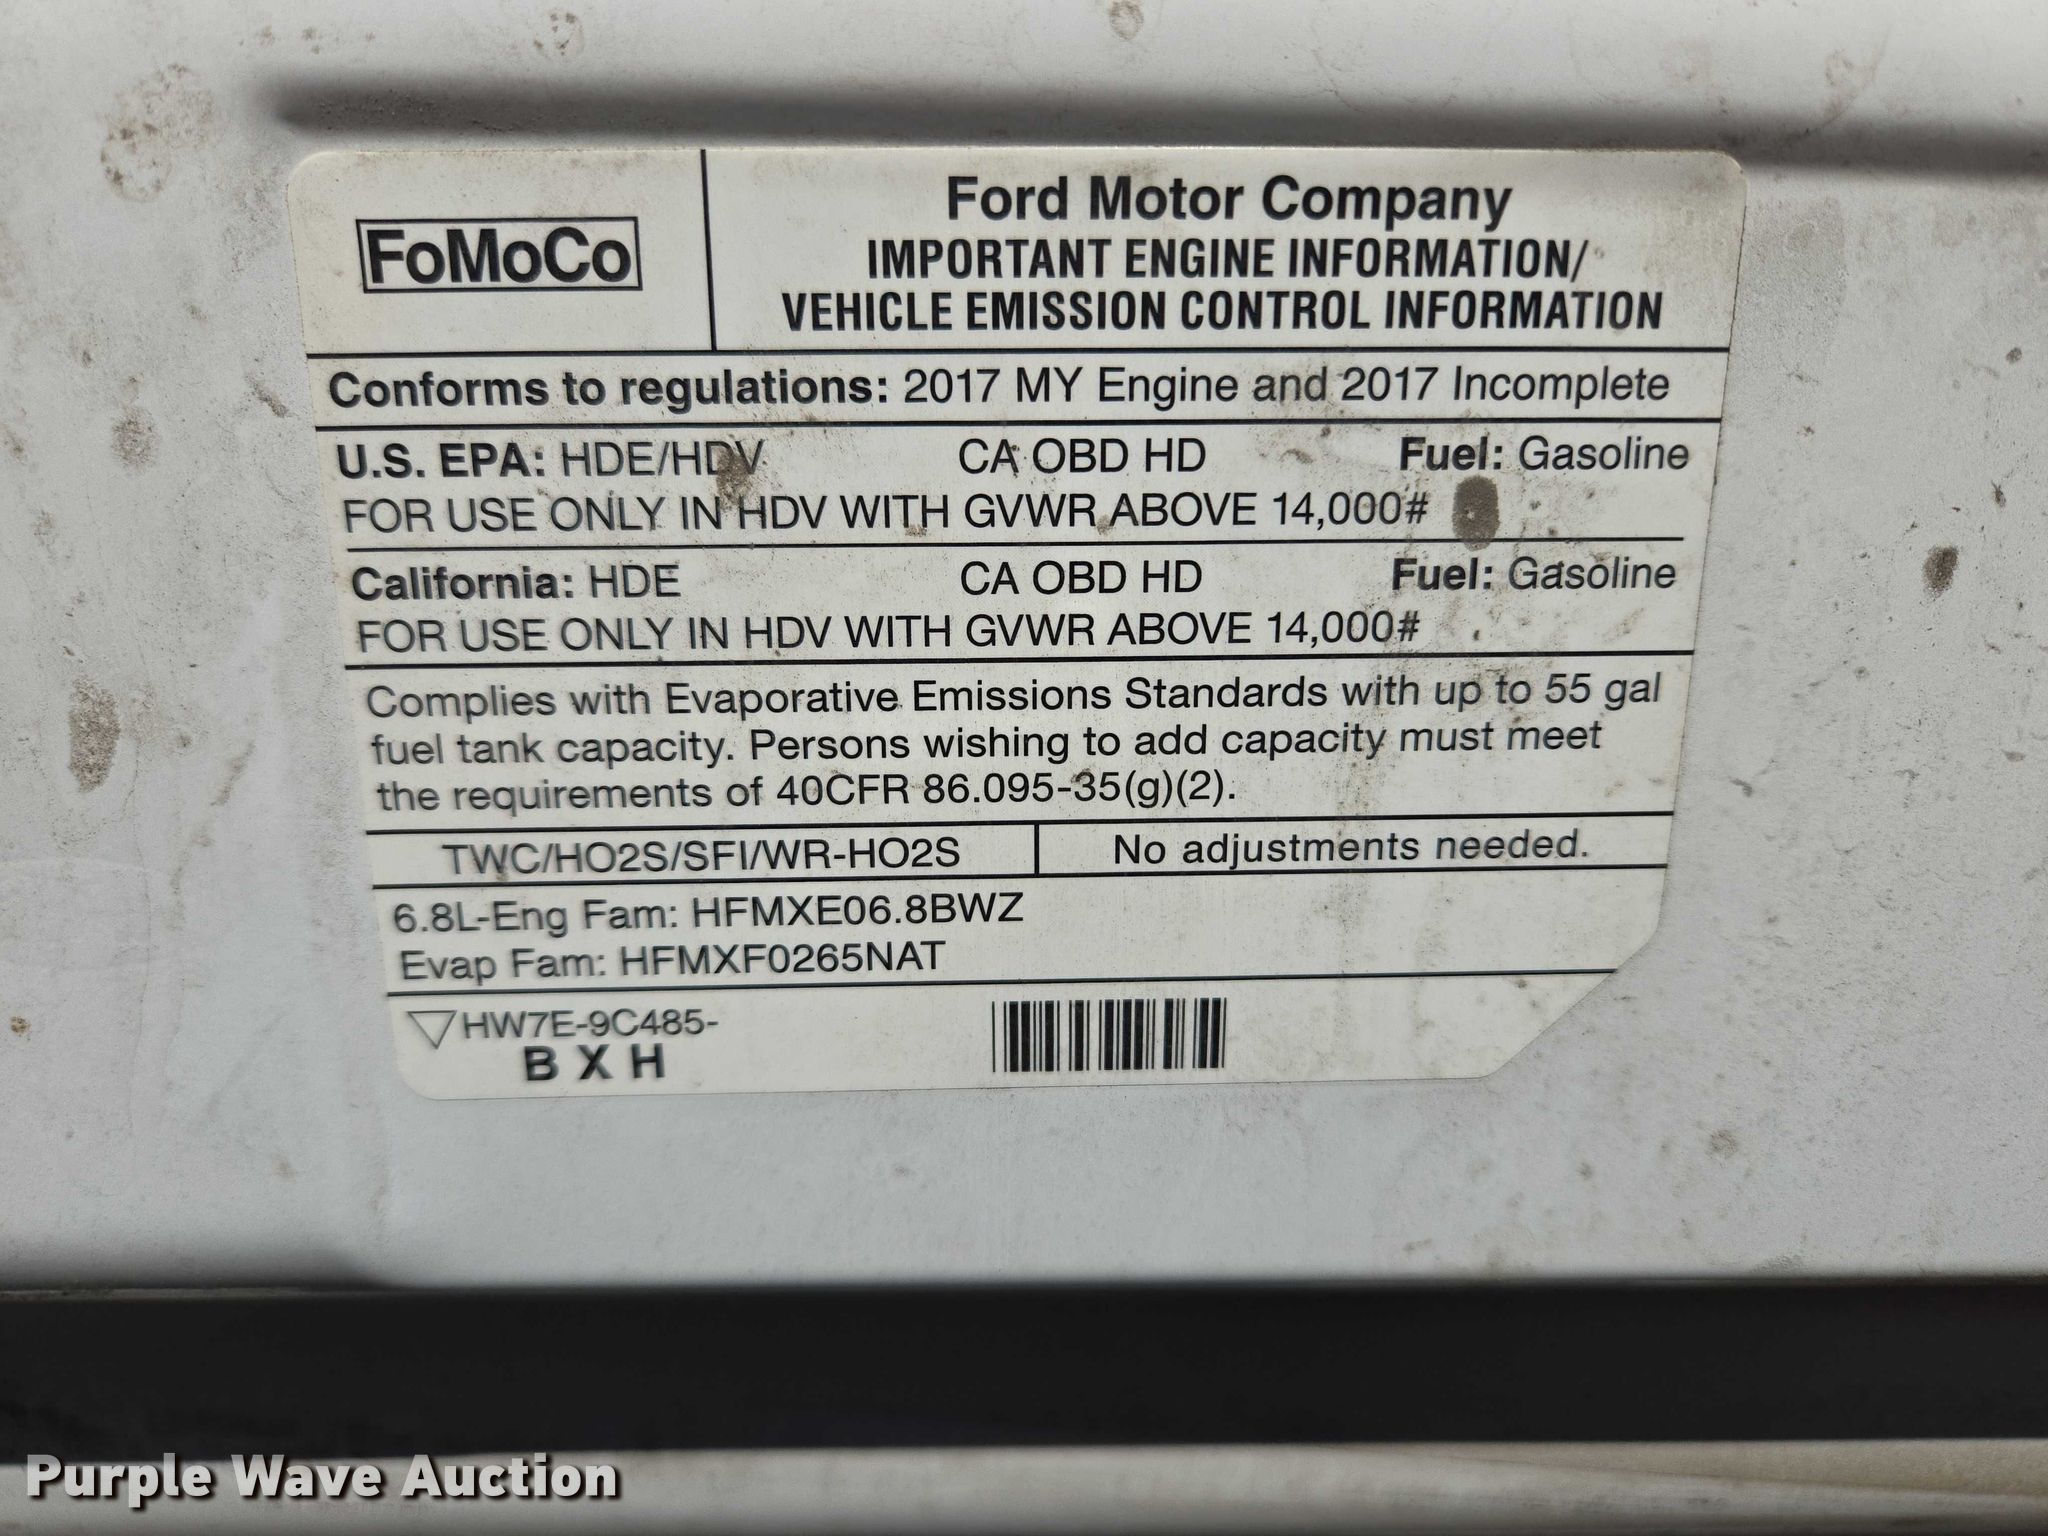 FoMoCo
Ford Motor Company
IMPORTANT ENGINE INFORMATION/
VEHICLE EMISSION CONTROL INFORMATION
Conforms to regulations: 2017 MY Engine and 2017 Incomplete
U.S. EPA: HDE/HDV CA OBD HD Fuel: Gasoline
FOR USE ONLY IN HDV WITH GVWR ABOVE 14,000#
California: HDE CA OBD HD Fuel: Gasoline
FOR USE ONLY IN HDV WITH GVWR ABOVE 14,000#
Complies with Evaporative Emissions Standards with up to 55 gal
fuel tank capacity. Persons wishing to add capacity must meet
the requirements of 40CFR 86.095-35(g)(2).
TWC/HO2S/SFI/WR-HO2S No adjustments needed.
6.8L-Eng Fam: HFMXE06.8BWZ
Evap Fam: HFMXF0265NAT
HW7E-9C485-
B X H
Purple Wave Auction